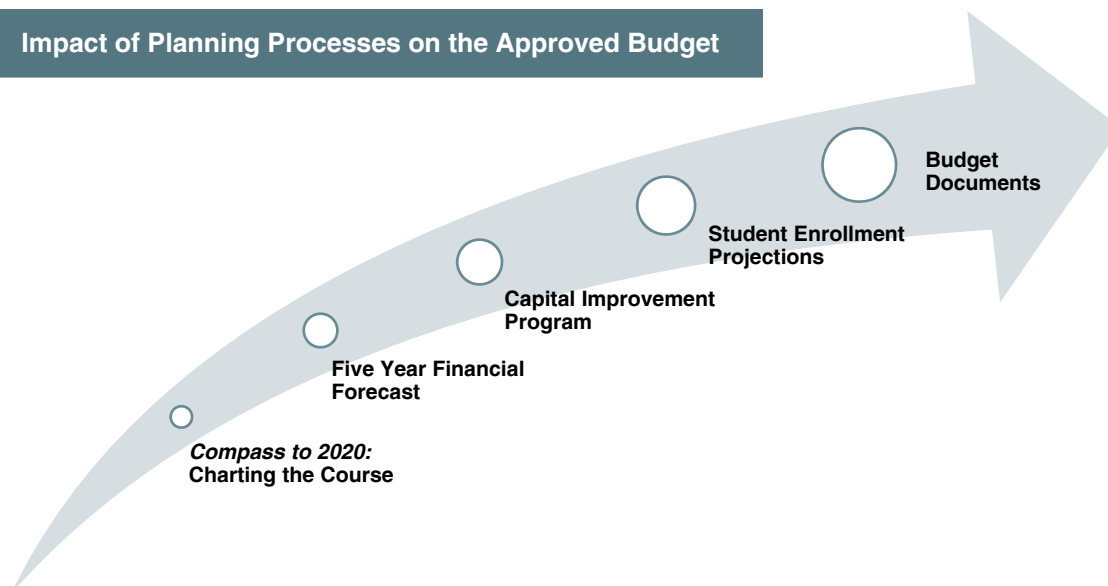 Impact of Planning Processes on the Approved Budget
Budget
Documents
Student Enrollment
Projections
Capital Improvement
Program
Five Year Financial
Forecast
Compass to 2020:
Charting the Course